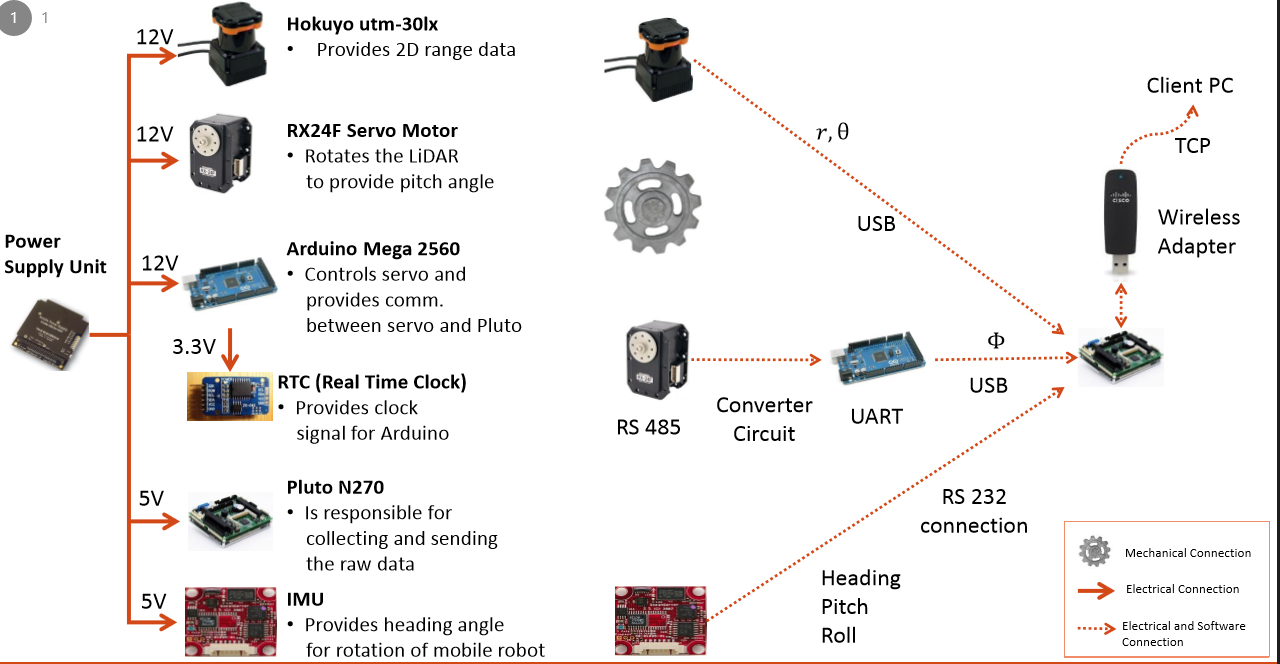 1
1
12V
Hokuyo utm-30lx
• Provides 2D range data
12V
RX24F Servo Motor
• Rotates the LiDAR
to provide pitch angle
Power
Supply Unit
12V
Arduino Mega 2560
• Controls servo and
provides comm.
between servo and Pluto
3.3V
RTC (Real Time Clock)
• Provides clock
signal for Arduino
5V
Pluto N270
• Is responsible for
collecting and sending
the raw data
5V
IMU
• Provides heading angle
for rotation of mobile robot
r, θ
USB
Client PC
TCP
CISCO
Wireless
Adapter
RS 485
Converter
Circuit
UART
Φ
USB
RS 232
connection
Heading
Pitch
Roll
Mechanical Connection
Electrical Connection
Electrical and Software
Connection